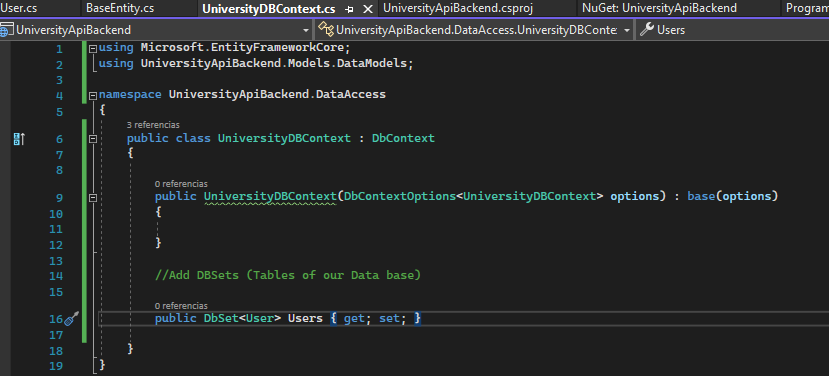 User.cs BaseEntity.cs UniversityDBContext.cs UniversityApiBackend.csproj NuGet: UniversityApiBackend Program
UniversityApiBackend UniversityApiBackend.DataAccess.UniversityDBConte: Users
1 using Microsoft.EntityFrameworkCore;
2 using UniversityApiBackend.Models.DataModels;
3
4 namespace UniversityApiBackend.DataAccess
5 {
3 referencias
6 public class UniversityDBContext : DbContext
7 {
8
0 referencias
9 public UniversityDBContext(DbContextOptions<UniversityDBContext> options) : base(options)
10 {
11
12 }
13
14 //Add DBSets (Tables of our Data base)
15
0 referencias
16 public DbSet<User> Users { get; set; }
17
18 }
19 }